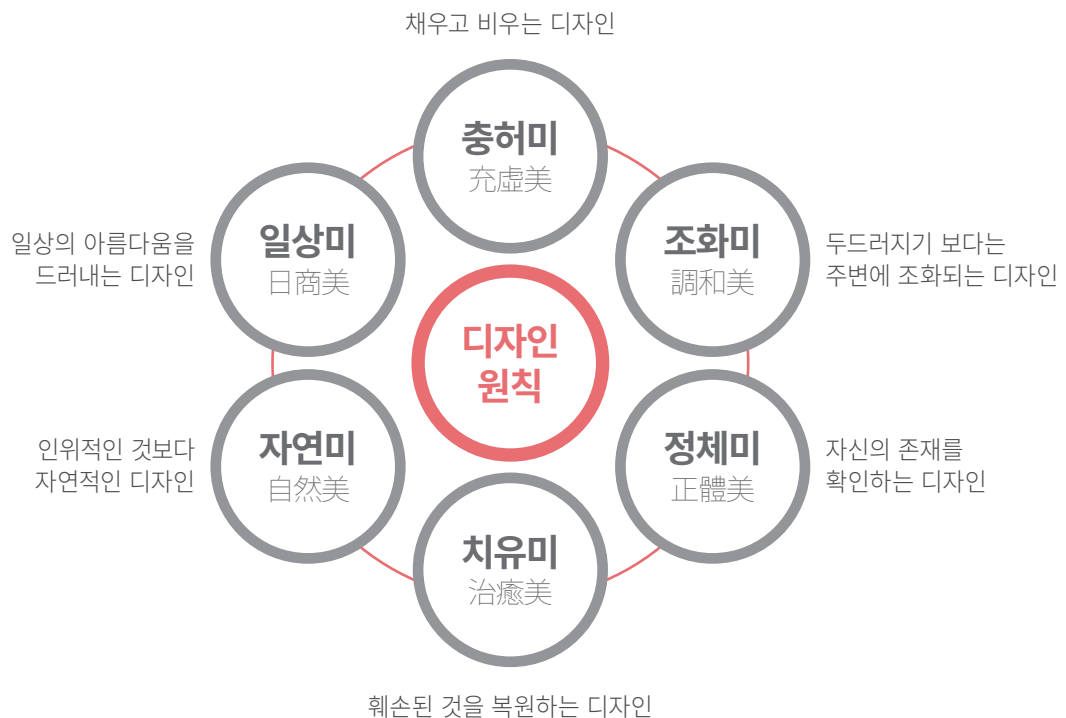 채우고 비우는 디자인
충허미
充虛美
조화미
調和美
두드러지기 보다는
주변에 조화되는 디자인
정체미
正體美
자신의 존재를
확인하는 디자인
치유미
治癒美
훼손된 것을 복원하는 디자인
자연미
自然美
인위적인 것보다
자연적인 디자인
일상미
日商美
일상의 아름다움을
드러내는 디자인
디자인
원칙